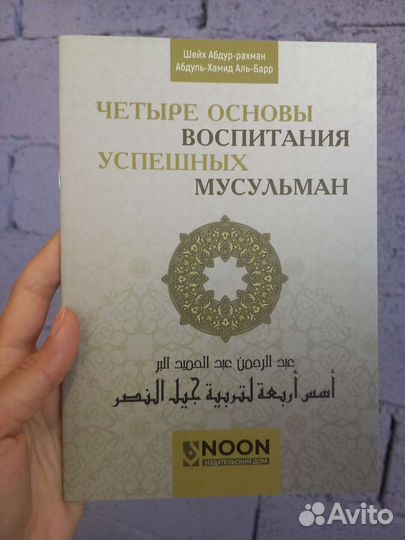 Шейх Абдур-рахман
Абдуль-Хамид Аль-Барр
ЧЕТЫРЕ ОСНОВЫ
ВОСПИТАНИЯ
УСПЕШНЫХ
МУСУЛЬМАН
عبد الرحمن عبد الحميد البر
أسس أربعة لتربية جيل النصر
NOON
ИЗДАТЕЛЬСКИЙ ДОМ
Avito